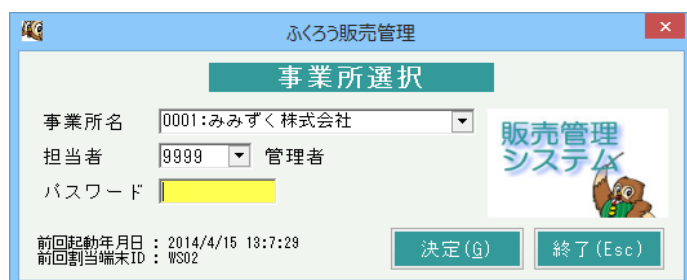 ふくろう販売管理
事業所選択
事業所名 0001:みみずく株式会社
担当者 9999 管理者
パスワード
販売管理
システム
前回起動年月日 : 2014/4/15 13:7:29
前回割当端末ID : WS02
決定(G) 終了(Esc)